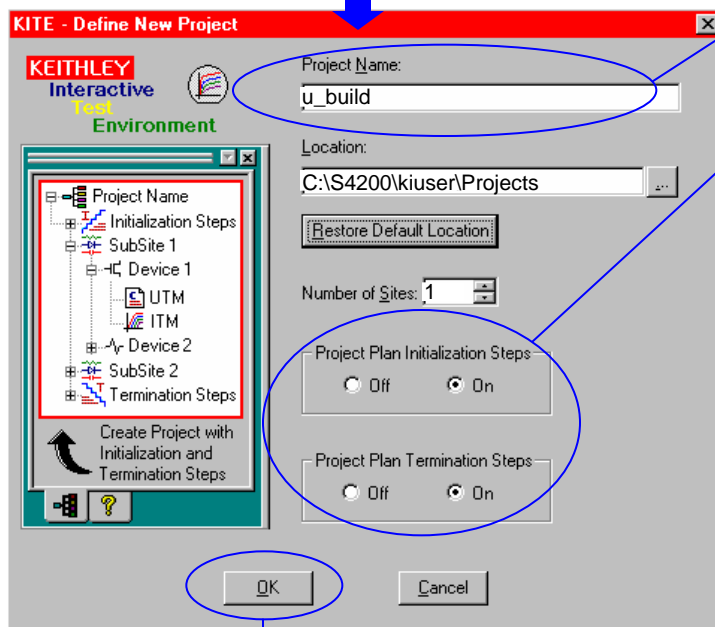 KITE - Define New Project
KEITHLEY
Interactive
Test
Environment
Project Name:
u_build
Location:
C:\S4200\kiuser\Projects
...
Restore Default Location
Number of Sites: 1
Project Name
Initialization Steps
SubSite 1
Device 1
UTM
ITM
Device 2
SubSite 2
Termination Steps
Create Project with
Initialization and
Termination Steps
Project Plan Initialization Steps
Off On
Project Plan Termination Steps
Off On
OK Cancel